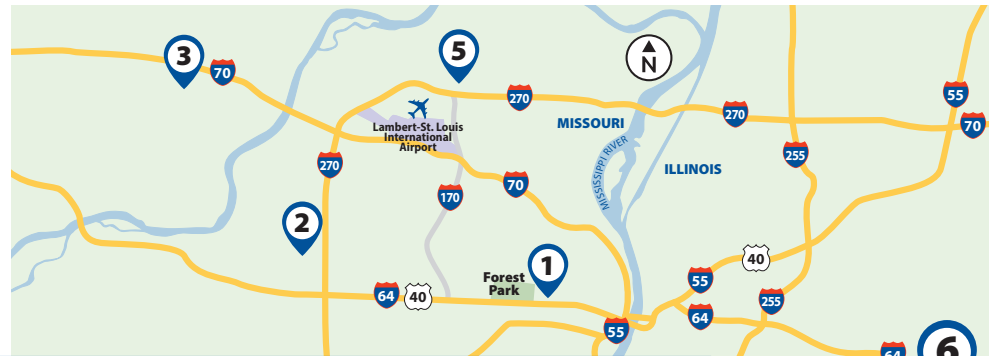 3
70
5
N
270
270
55
70
Lambert-St. Louis
International
Airport
MISSOURI
MISSISSIPPI RIVER
ILLINOIS
255
270
170
70
2
1
Forest
Park
64
40
40
55
255
64
55
64
6